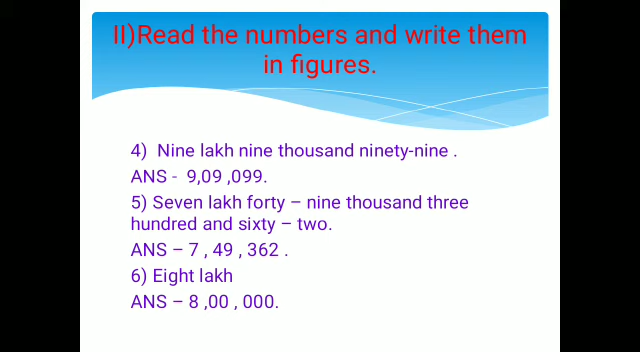 II)Read the numbers and write them
in figures.
4)  Nine lakh nine thousand ninety-nine .
ANS -  9,09 ,099.
5) Seven lakh forty – nine thousand three
hundred and sixty – two.
ANS – 7 , 49 , 362 .
6) Eight lakh
ANS – 8 ,00 , 000.